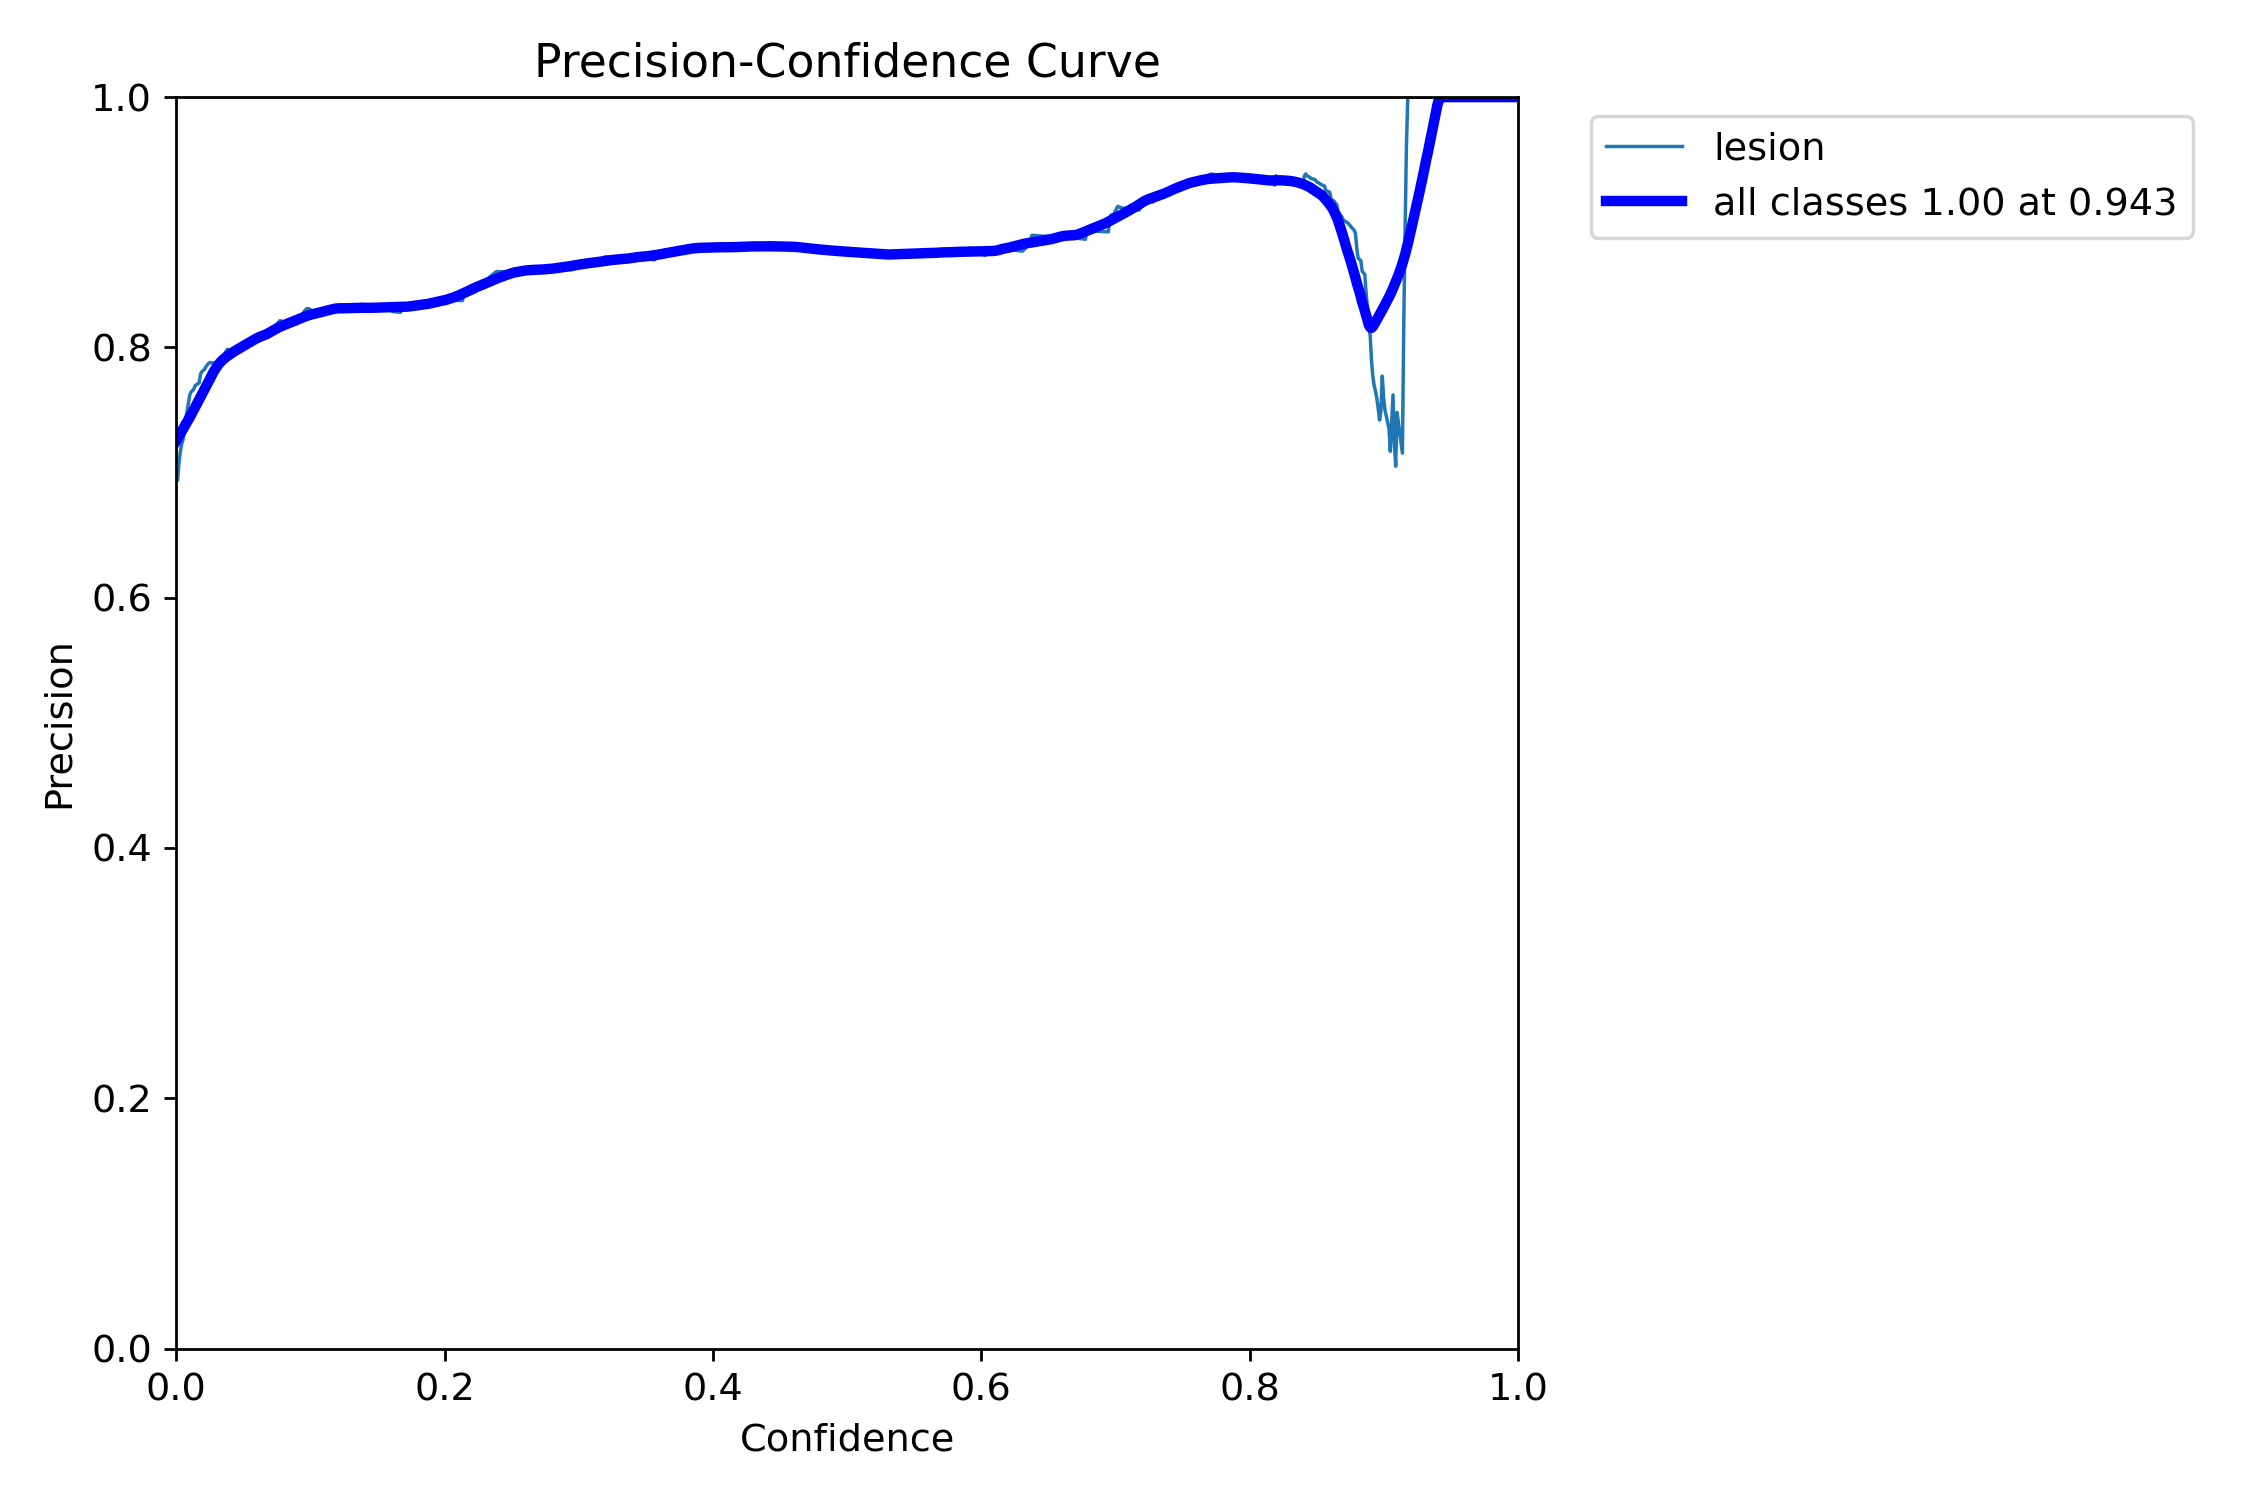 Precision-Confidence Curve
1.0
0.8
0.6
0.4
0.2
0.0
Precision
0.0 0.2 0.4 0.6 0.8 1.0
Confidence
lesion
all classes 1.00 at 0.943